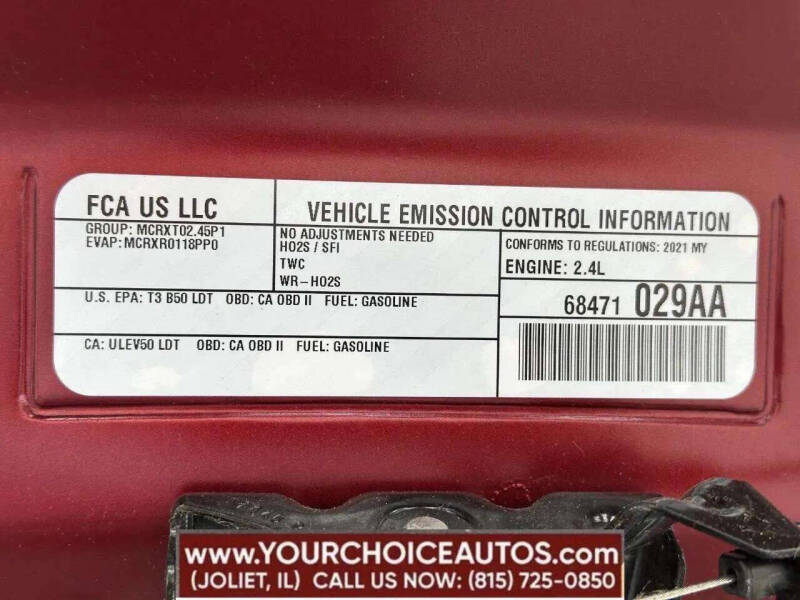 FCA US LLC
GROUP: MCRXT02.45P1
EVAP: MCRXR0118PP0
VEHICLE EMISSION CONTROL INFORMATION
NO ADJUSTMENTS NEEDED
HO2S / SFI
TWC
WR-HO2S
CONFORMS TO REGULATIONS: 2021 MY
ENGINE: 2.4L
U.S. EPA: T3 B50 LDT OBD: CA OBD II FUEL: GASOLINE
68471 029AA
CA: ULEV50 LDT OBD: CA OBD II FUEL: GASOLINE
WWW.YOURCHOICEAUTOS.COM
(JOLIET, IL) CALL US NOW: (815) 725-0850